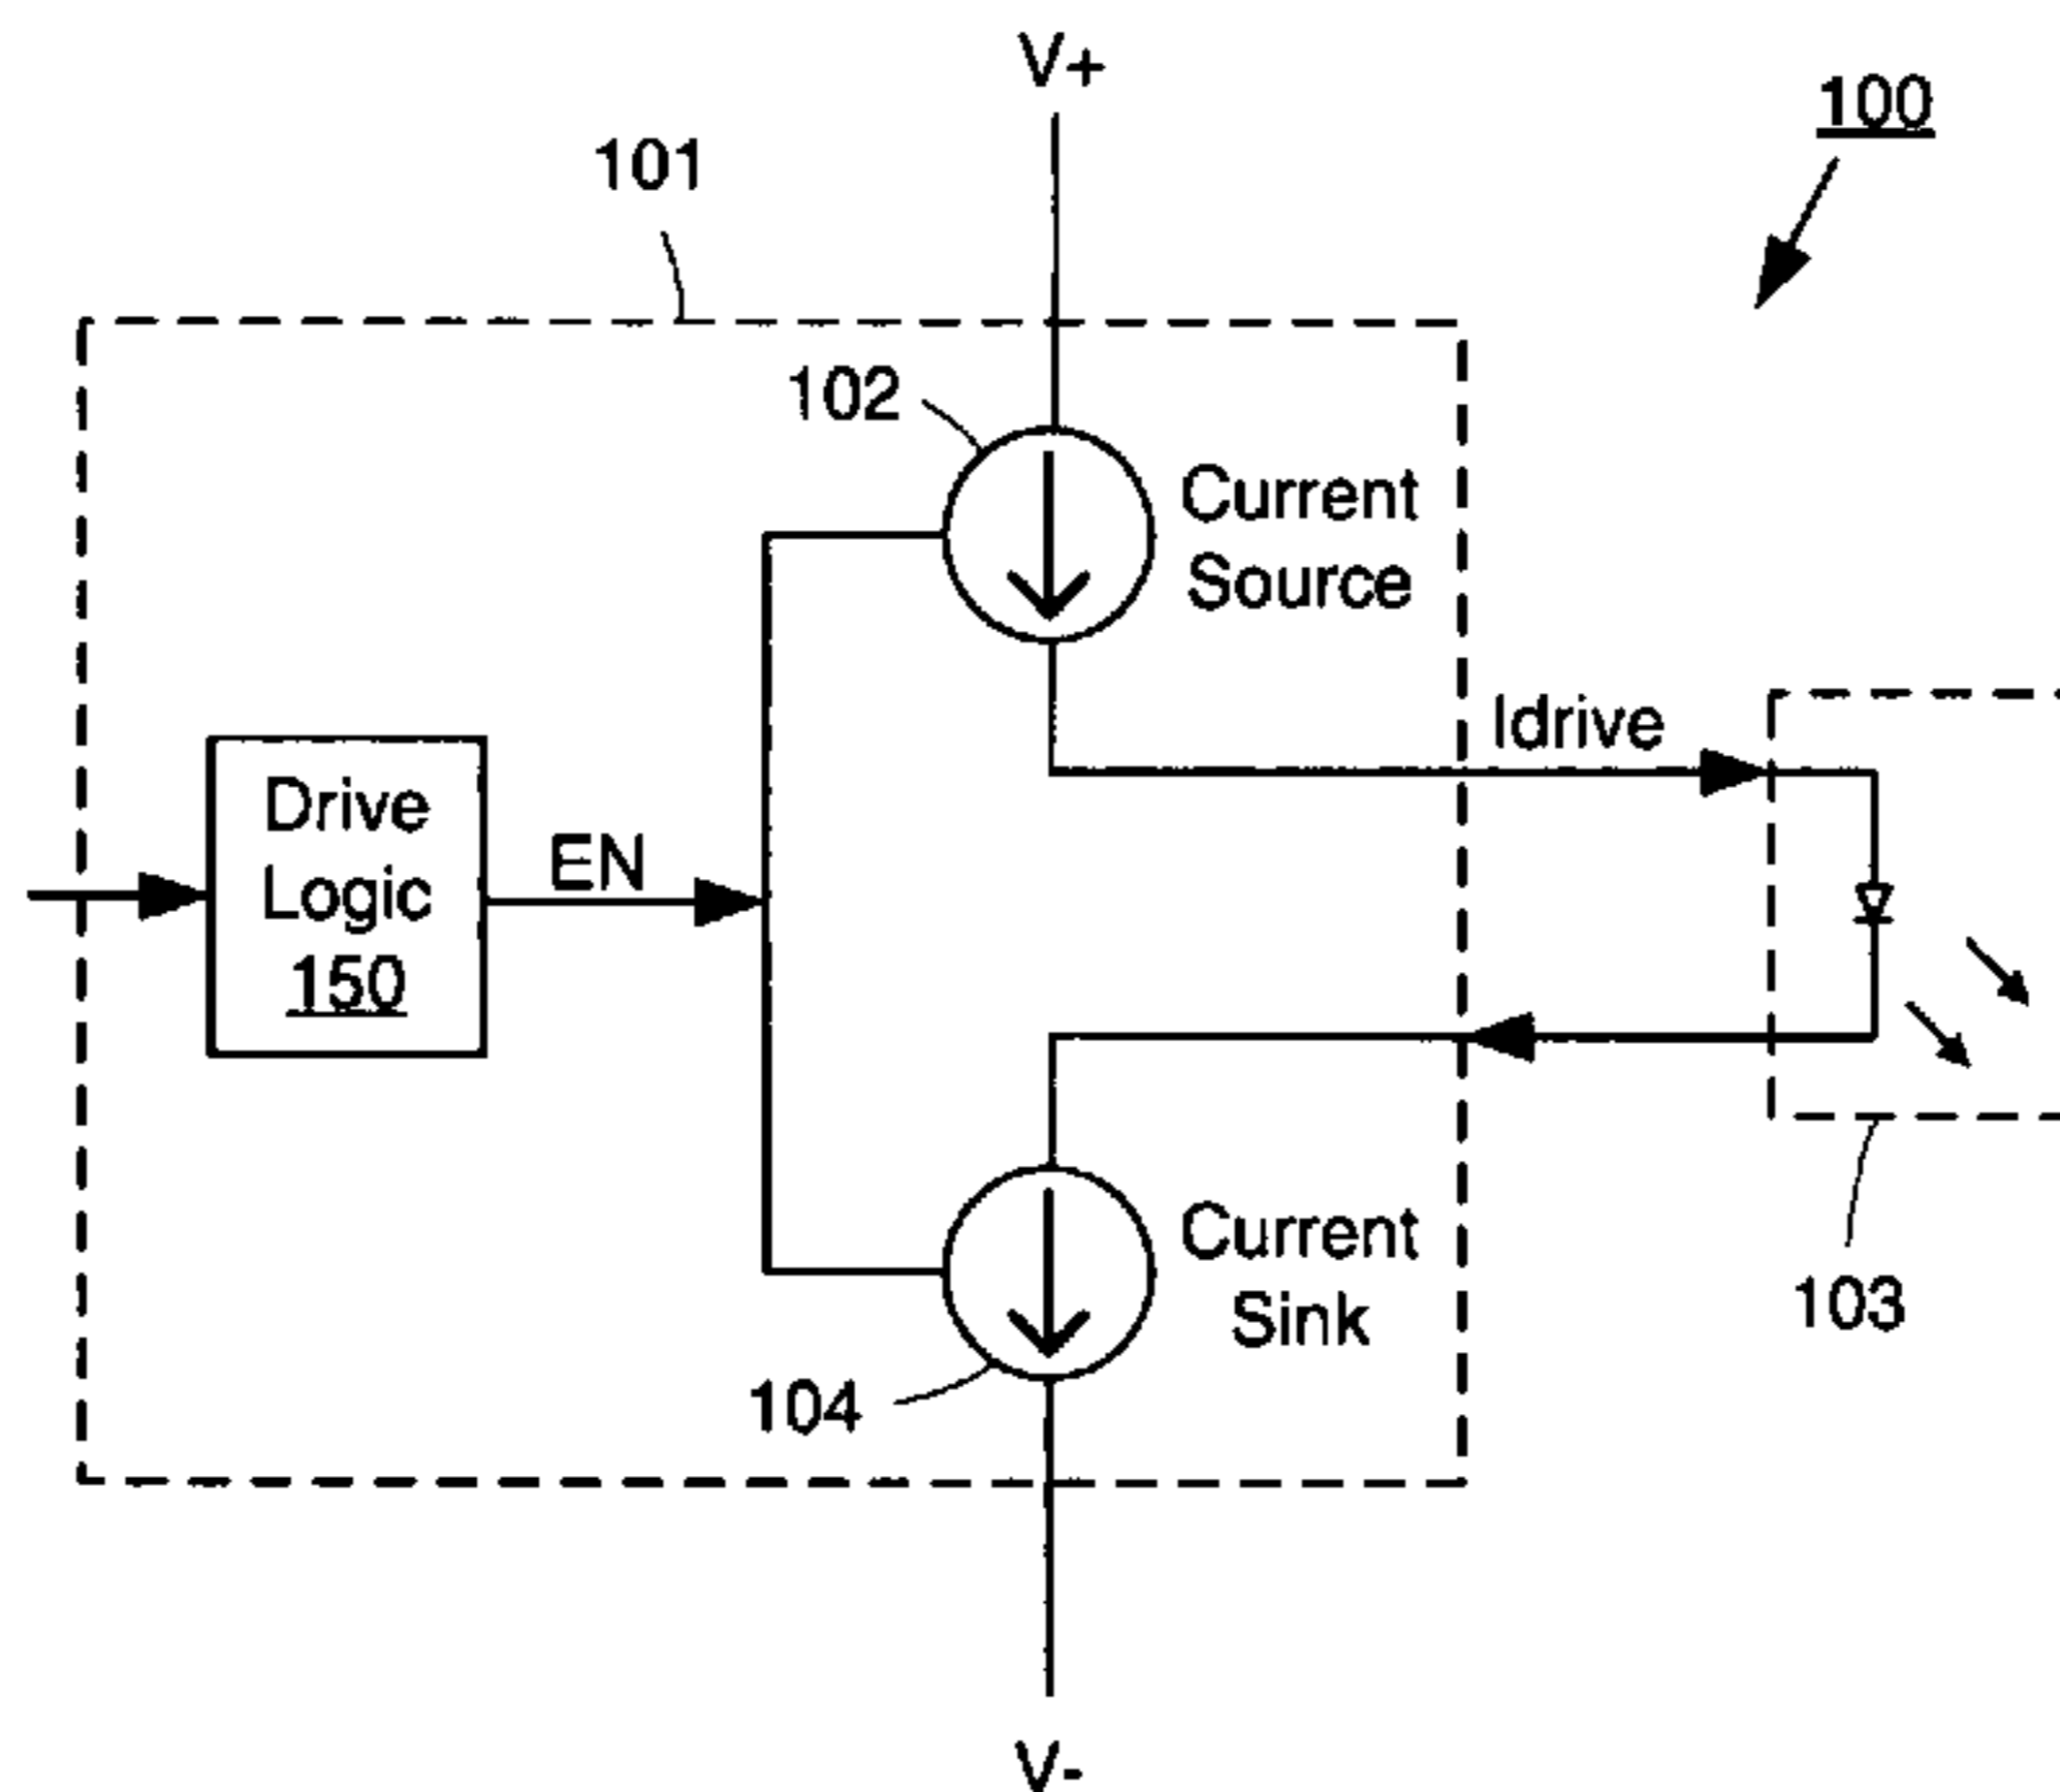 V+
100
101
102
Current
Source
Idrive
Drive
Logic
150
EN
Current
Sink
103
104
V-